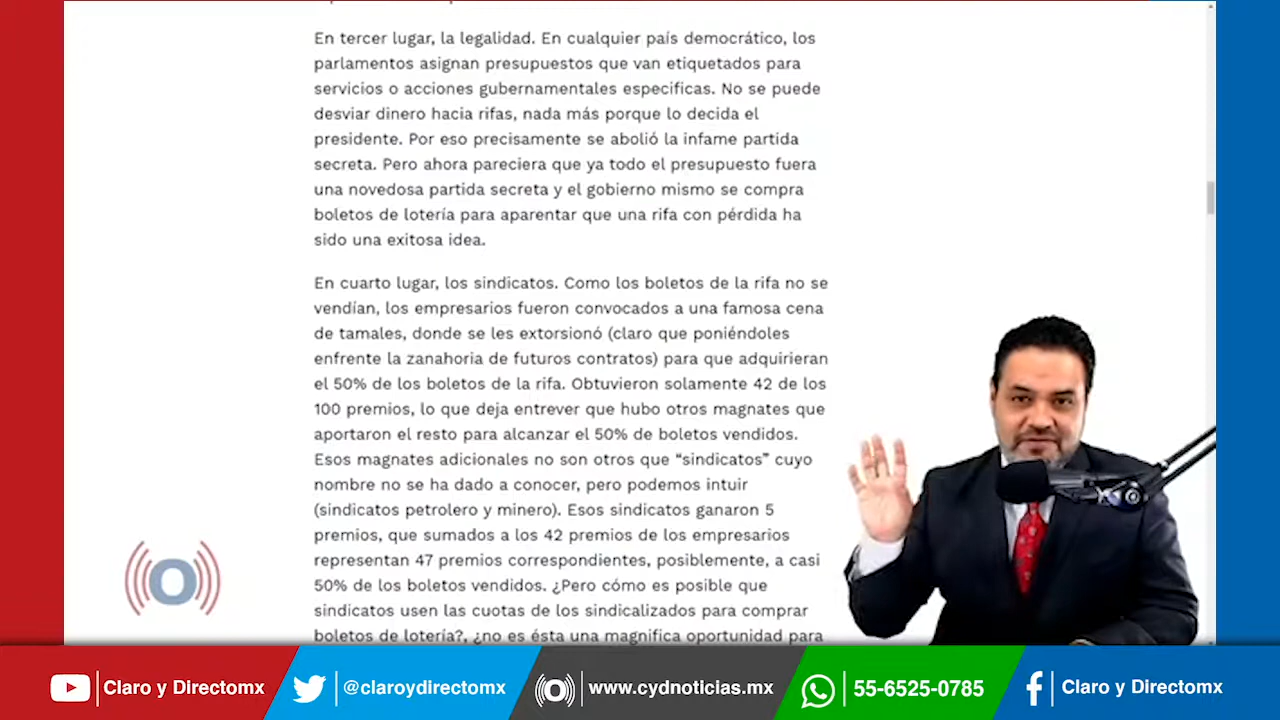 En tercer lugar, la legalidad. En cualquier país democrático, los
parlamentos asignan presupuestos que van etiquetados para
servicios o acciones gubernamentales especificas. No se puede
desviar dinero hacia rifas, nada más porque lo decida el
presidente. Por eso precisamente se abolió la infame partida
secreta. Pero ahora pareciera que ya todo el presupuesto fuera
una novedosa partida secreta y el gobierno mismo se compra
boletos de lotería para aparentar que una rifa con pérdida ha
sido una exitosa idea.
En cuarto lugar, los sindicatos. Como los boletos de la rifa no se
vendían, los empresarios fueron convocados a una famosa cena
de tamales, donde se les extorsionó (claro que poniéndoles
enfrente la zanahoria de futuros contratos) para que adquirieran
el 50% de los boletos de la rifa. Obtuvieron solamente 42 de los
100 premios, lo que deja entrever que hubo otros magnates que
aportaron el resto para alcanzar el 50% de boletos vendidos.
Esos magnates adicionales no son otros que “sindicatos” cuyo
nombre no se ha dado a conocer, pero podemos intuir
(sindicatos petrolero y minero). Esos sindicatos ganaron 5
premios, que sumados a los 42 premios de los empresarios
representan 47 premios correspondientes, posiblemente, a casi
50% de los boletos vendidos. ¿Pero cómo es posible que
sindicatos usen las cuotas de los sindicalizados para comprar
boletos de lotería?, ¿no es ésta una magnifica oportunidad para
Claro y Directomx
@claroydirectomx
www.cydnoticias.mx
55-6525-0785
Claro y Directomx